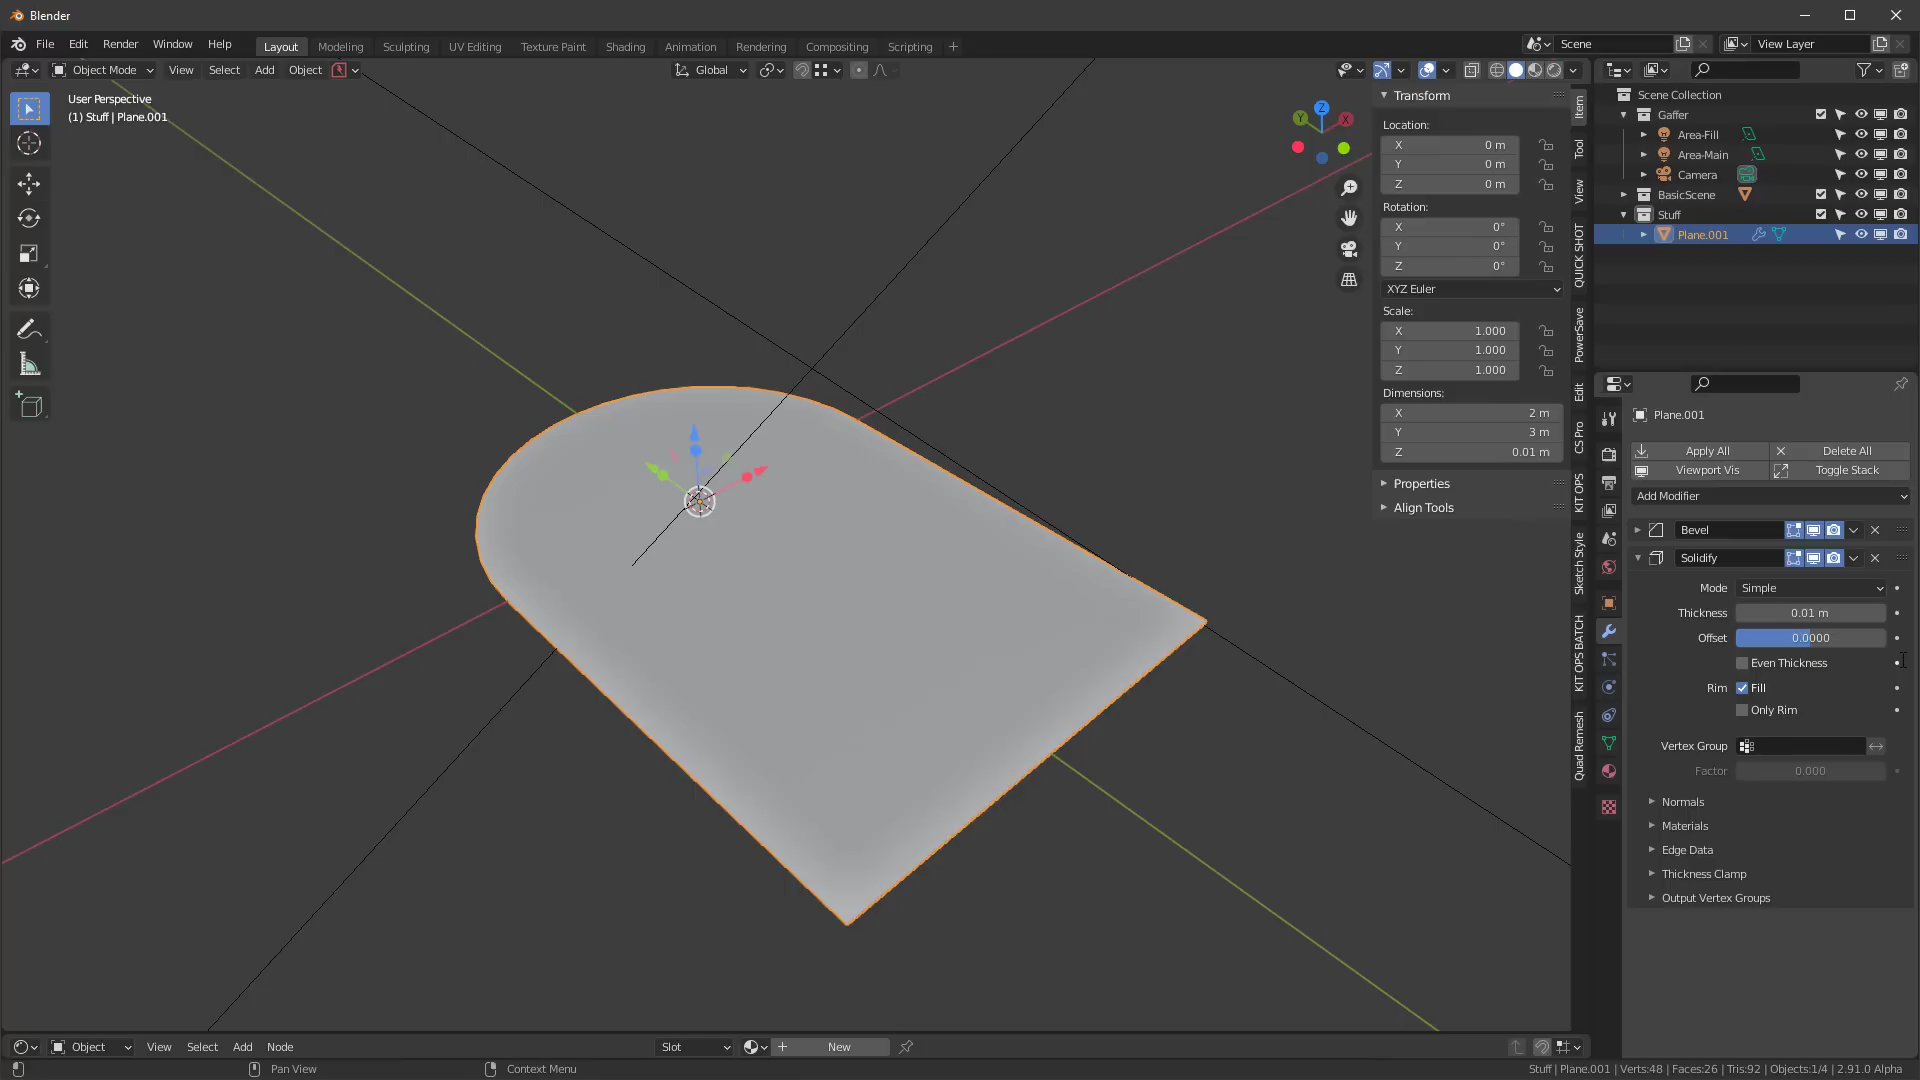 Blender
File Edit Render Window Help
Layout Modeling Sculpting UV Editing Texture Paint Shading Animation Rendering Compositing Scripting +
Scene
View Layer
Object Mode View Select Add Object
Global
User Perspective
(1) Stuff | Plane.001
Z
Y
X
Transform
Location:
X 0 m
Y 0 m
Z 0 m
Rotation:
X 0°
Y 0°
Z 0°
XYZ Euler
Scale:
X 1.000
Y 1.000
Z 1.000
Dimensions:
X 2 m
Y 3 m
Z 0.01 m
Properties
Align Tools
Item
Tool
View
QUICK SHOT
PowerSave
Edit
CS Pro
KIT OPS
Sketch Style
KIT OPS BATCH
Quad Remesh
Scene Collection
Gaffer
Area-Fill
Area-Main
Camera
BasicScene
Stuff
Plane.001
Plane.001
Apply All Delete All
Viewport Vis Toggle Stack
Add Modifier
Bevel
Solidify
Mode Simple
Thickness 0.01 m
Offset 0.0000
Even Thickness
Rim Fill
Only Rim
Vertex Group
Factor 0.000
Normals
Materials
Edge Data
Thickness Clamp
Output Vertex Groups
Object View Select Add Node
Slot
New
Pan View
Context Menu
Stuff | Plane.001 | Verts:48 | Faces:26 | Tris:92 | Objects:1/4 | 2.91.0 Alpha